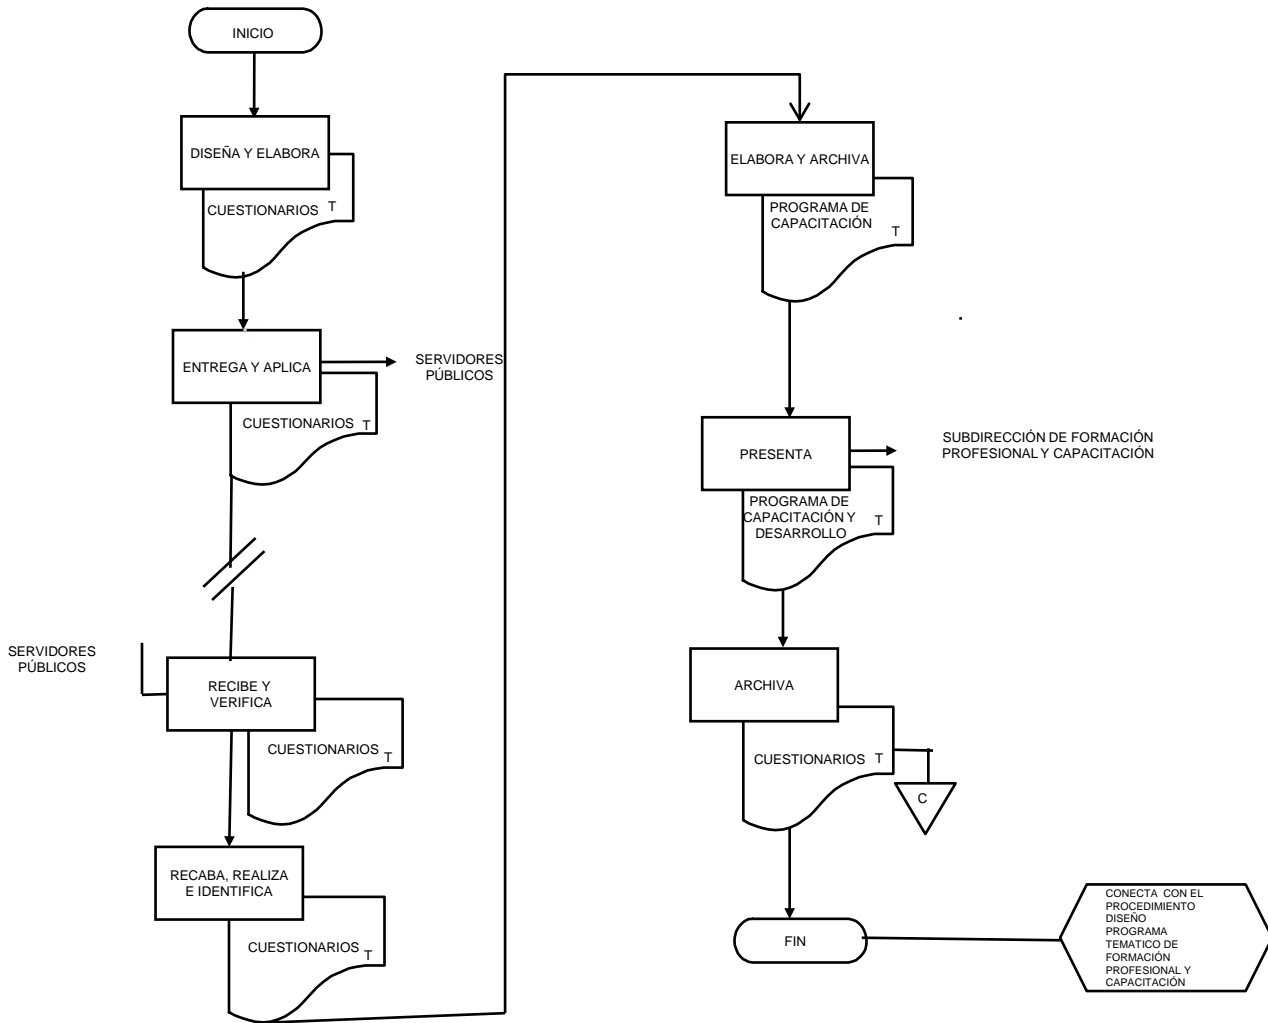 INICIO
DISEÑA Y ELABORA
CUESTIONARIOS T
ENTREGA Y APLICA
SERVIDORES
PÚBLICOS
CUESTIONARIOS T
SERVIDORES
PÚBLICOS
RECIBE Y
VERIFICA
CUESTIONARIOS T
RECABA, REALIZA
E IDENTIFICA
CUESTIONARIOS T
ELABORA Y ARCHIVA
PROGRAMA DE
CAPACITACIÓN
T
PRESENTA
SUBDIRECCIÓN DE FORMACIÓN
PROFESIONAL Y CAPACITACIÓN
PROGRAMA DE
CAPACITACIÓN Y T
DESARROLLO
ARCHIVA
CUESTIONARIOS T
C
FIN
CONECTA CON EL
PROCEDIMIENTO
DISEÑO
PROGRAMA
TEMATICO DE
FORMACIÓN
PROFESIONAL Y
CAPACITACIÓN